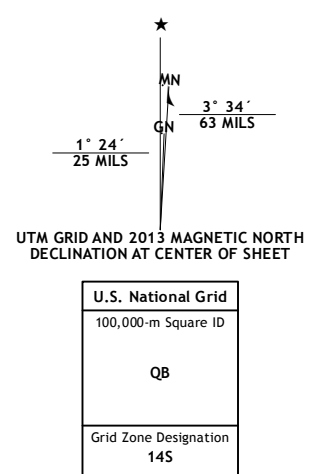 ★
MN
3° 34´
63 MILS
GN
1° 24´
25 MILS
UTM GRID AND 2013 MAGNETIC NORTH
DECLINATION AT CENTER OF SHEET
U.S. National Grid
100,000-m Square ID
QB
Grid Zone Designation
14S